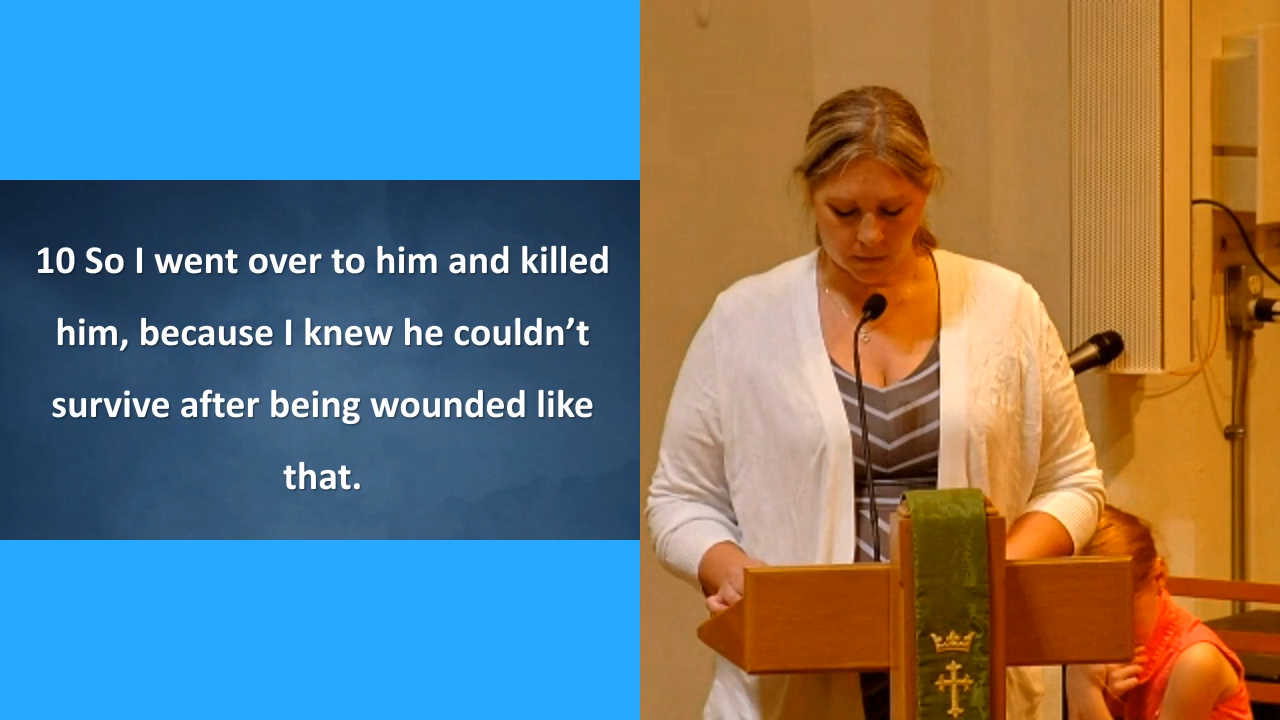 10 So I went over to him and killed
him, because I knew he couldn’t
survive after being wounded like
that.